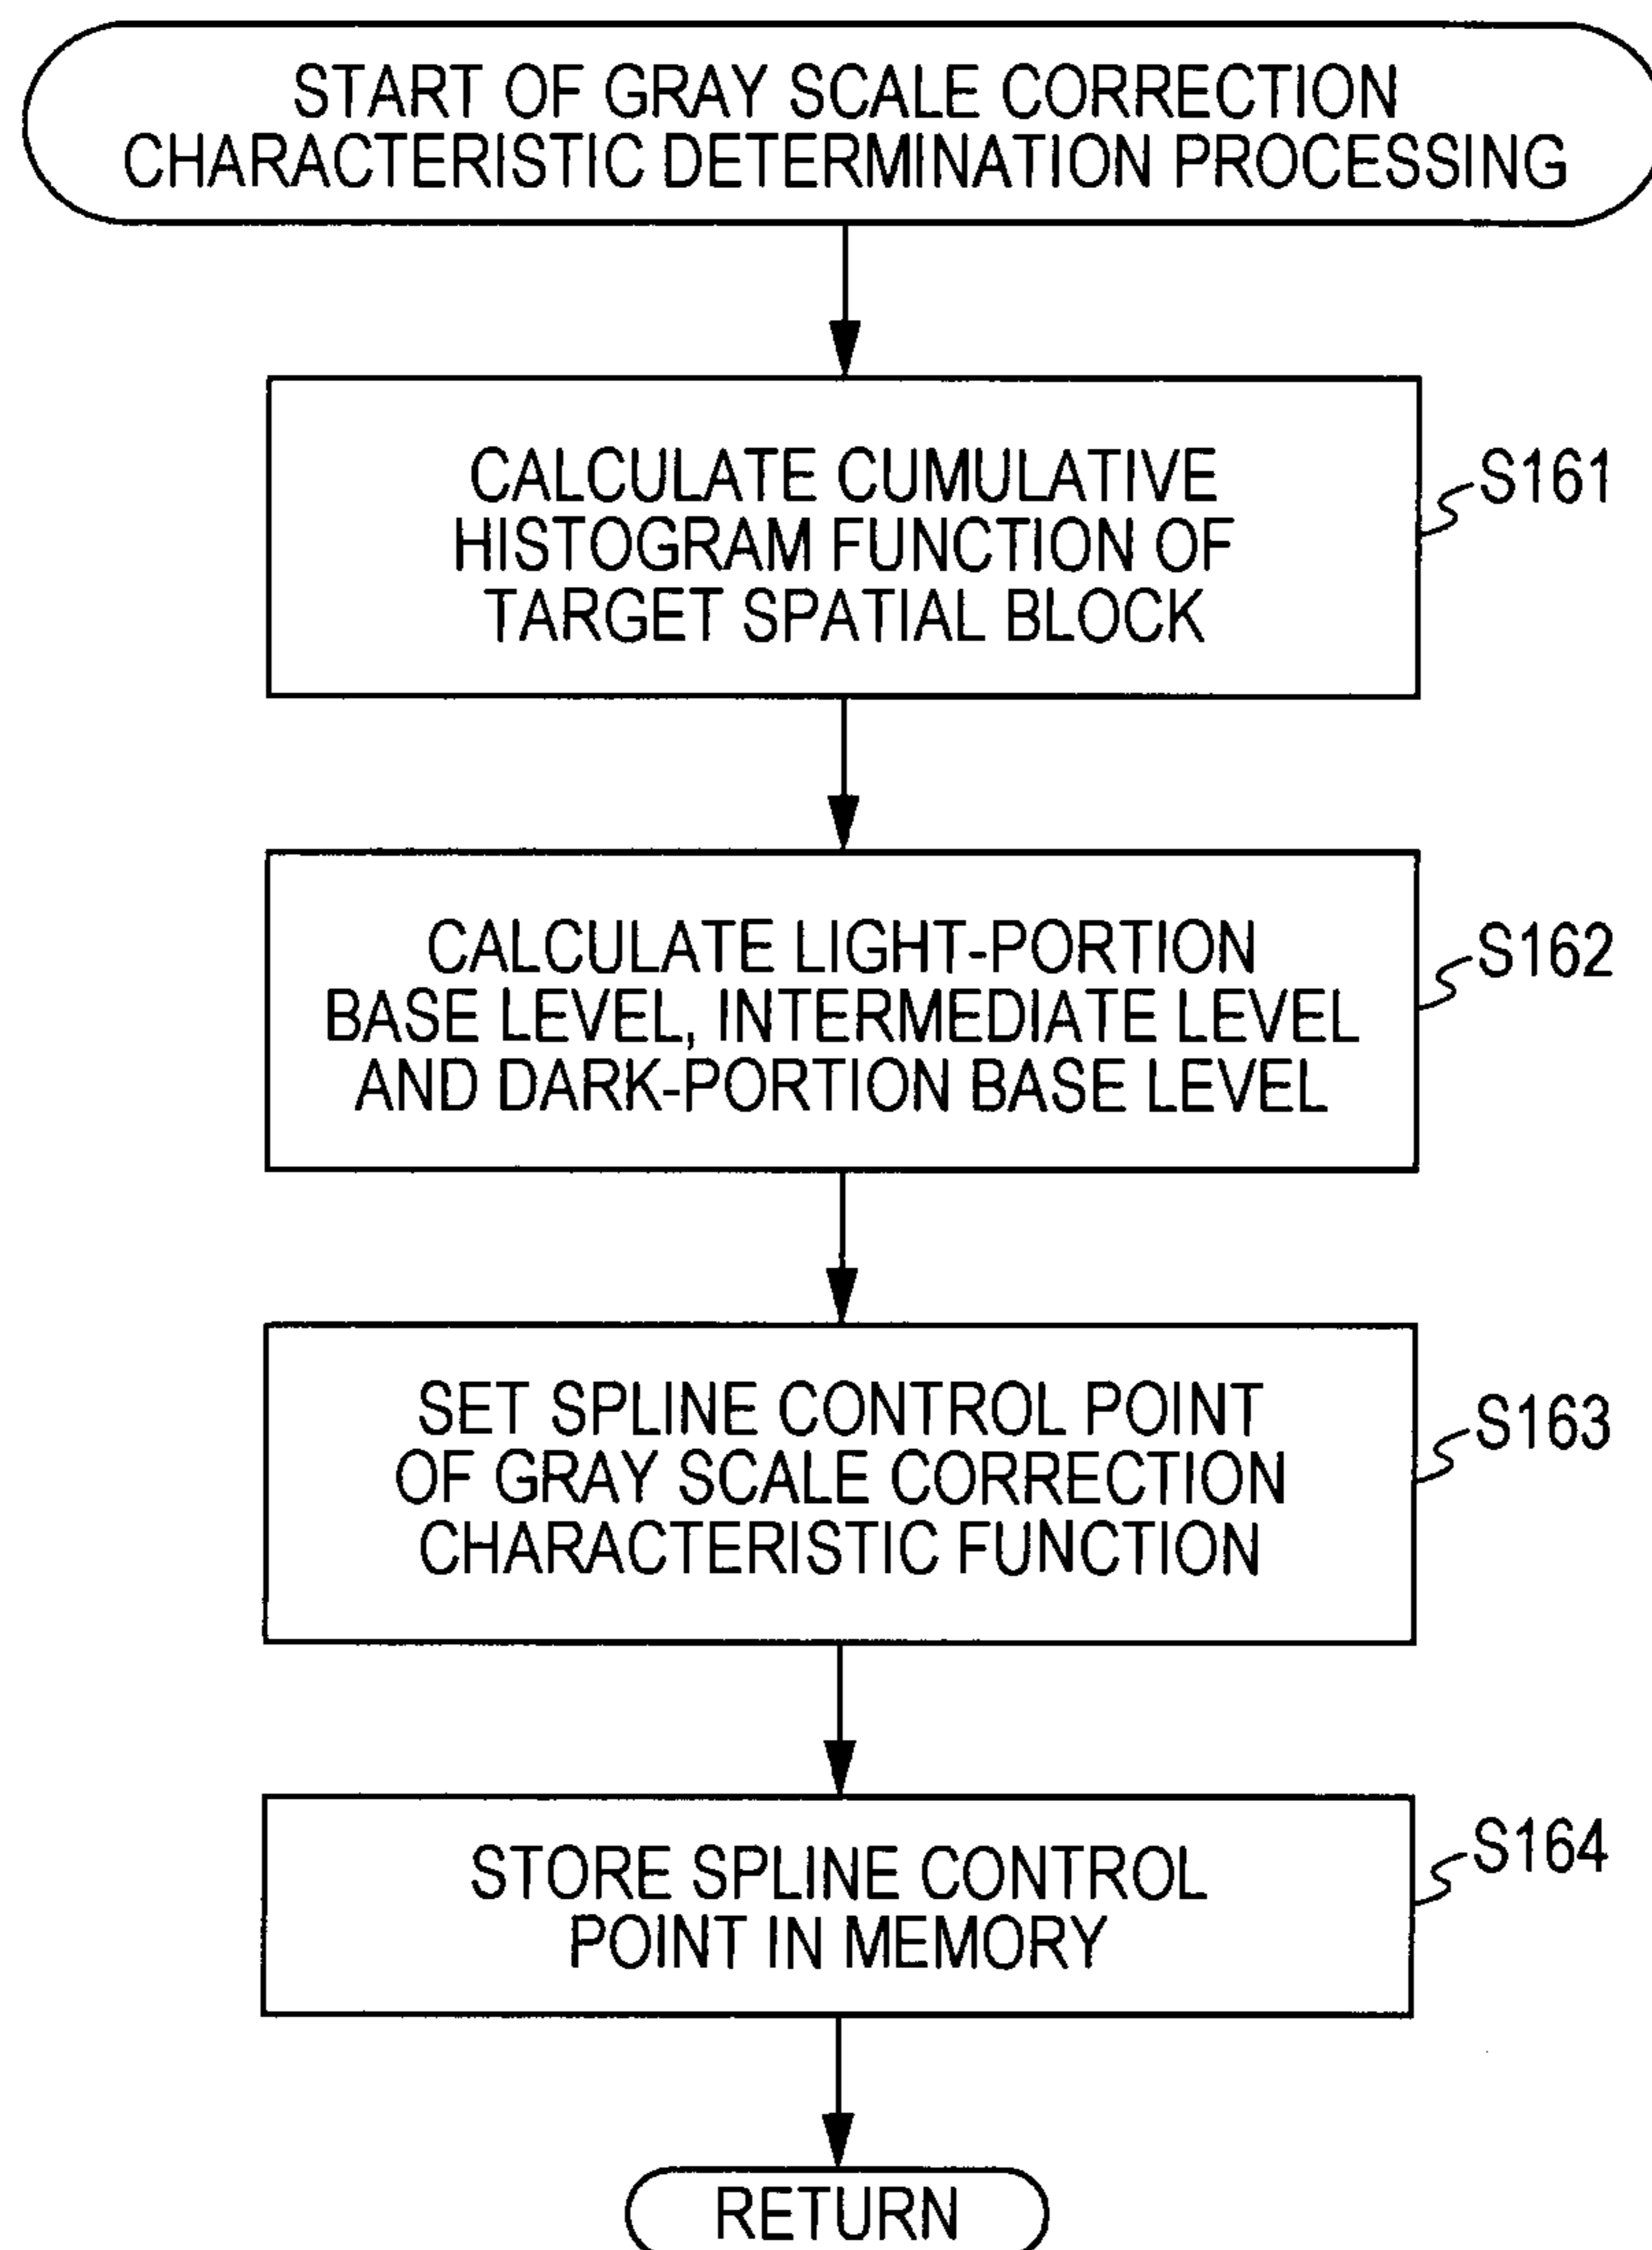 START OF GRAY SCALE CORRECTION
CHARACTERISTIC DETERMINATION PROCESSING
CALCULATE CUMULATIVE
HISTOGRAM FUNCTION OF
TARGET SPATIAL BLOCK
S161
CALCULATE LIGHT-PORTION
BASE LEVEL, INTERMEDIATE LEVEL
AND DARK-PORTION BASE LEVEL
S162
SET SPLINE CONTROL POINT
OF GRAY SCALE CORRECTION
CHARACTERISTIC FUNCTION
S163
STORE SPLINE CONTROL
POINT IN MEMORY
S164
RETURN